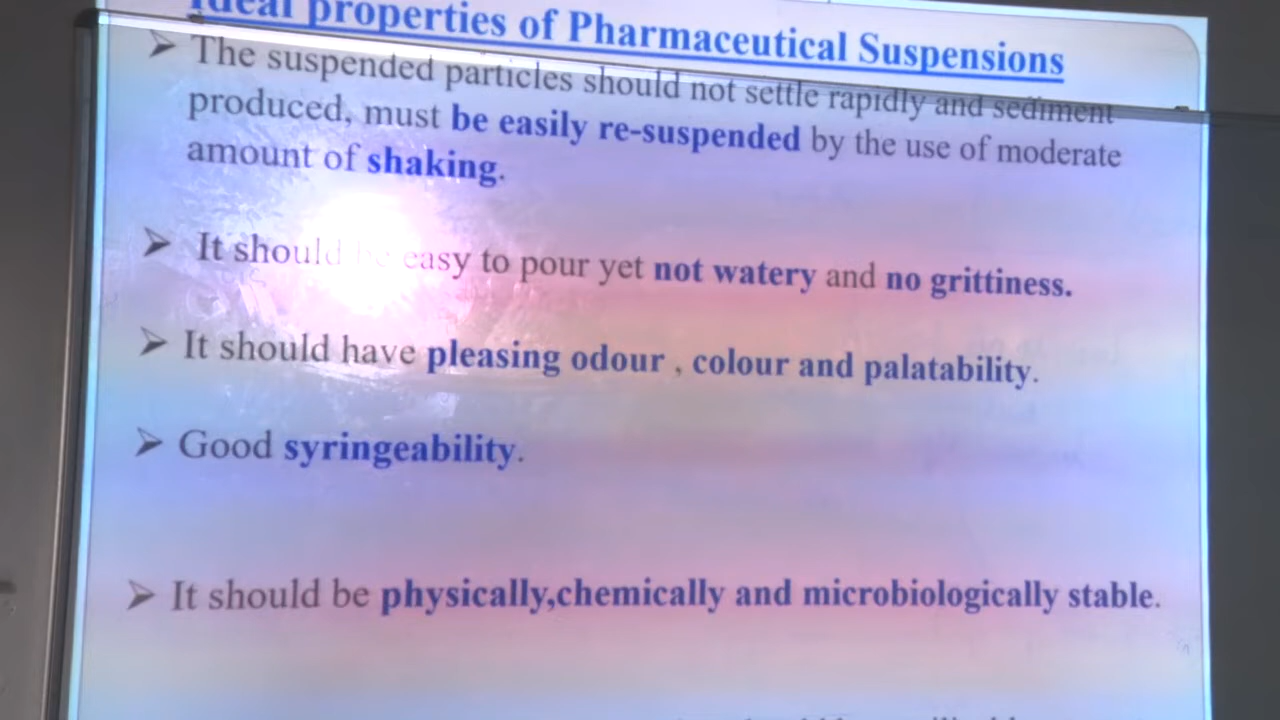 Ideal properties of Pharmaceutical Suspensions
➢ The suspended particles should not settle rapidly and sediment
produced, must be easily re-suspended by the use of moderate
amount of shaking.
➢ It should be easy to pour yet not watery and no grittiness.
➢ It should have pleasing odour , colour and palatability.
➢ Good syringeability.
➢ It should be physically,chemically and microbiologically stable.